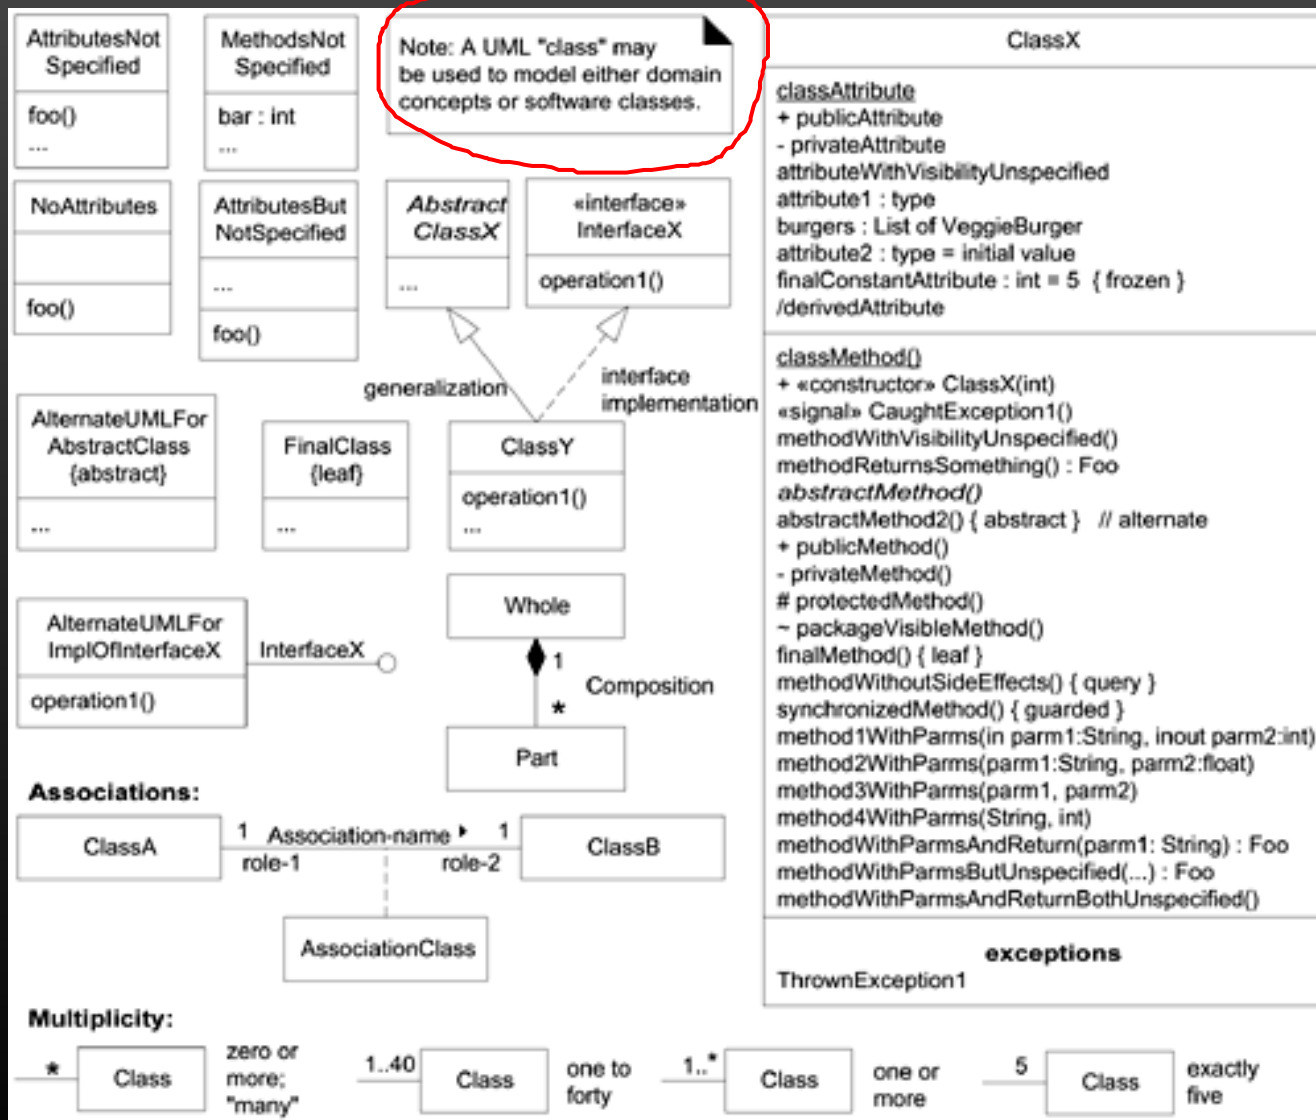 AttributesNot
Specified
foo()
...
MethodsNot
Specified
bar : int
...
Note: A UML "class" may
be used to model either domain
concepts or software classes.
NoAttributes
foo()
AttributesBut
NotSpecified
...
foo()
Abstract
ClassX
...
«interface»
InterfaceX
operation1()
generalization
interface
implementation
AlternateUMLFor
AbstractClass
{abstract}
...
FinalClass
{leaf}
...
ClassY
operation1()
...
AlternateUMLFor
ImplOfInterfaceX
operation1()
InterfaceX
Whole
1
Composition
*
Part
Associations:
ClassA
1 Association-name 1
role-1 role-2
ClassB
AssociationClass
Multiplicity:
*
Class
zero or
more;
"many"
1..40
Class
one to
forty
1..*
Class
one or
more
5
Class
exactly
five
ClassX
classAttribute
+ publicAttribute
- privateAttribute
attributeWithVisibilityUnspecified
attribute1 : type
burgers : List of VeggieBurger
attribute2 : type = initial value
finalConstantAttribute : int = 5 { frozen }
/derivedAttribute
classMethod()
+ «constructor» ClassX(int)
«signal» CaughtException1()
methodWithVisibilityUnspecified()
methodReturnsSomething() : Foo
abstractMethod()
abstractMethod2() { abstract } // alternate
+ publicMethod()
- privateMethod()
# protectedMethod()
~ packageVisibleMethod()
finalMethod() { leaf }
methodWithoutSideEffects() { query }
synchronizedMethod() { guarded }
method1WithParms(in parm1:String, inout parm2:int)
method2WithParms(parm1:String, parm2:float)
method3WithParms(parm1, parm2)
method4WithParms(String, int)
methodWithParmsAndReturn(parm1: String) : Foo
methodWithParmsButUnspecified(...) : Foo
methodWithParmsAndReturnBothUnspecified()
exceptions
ThrownException1